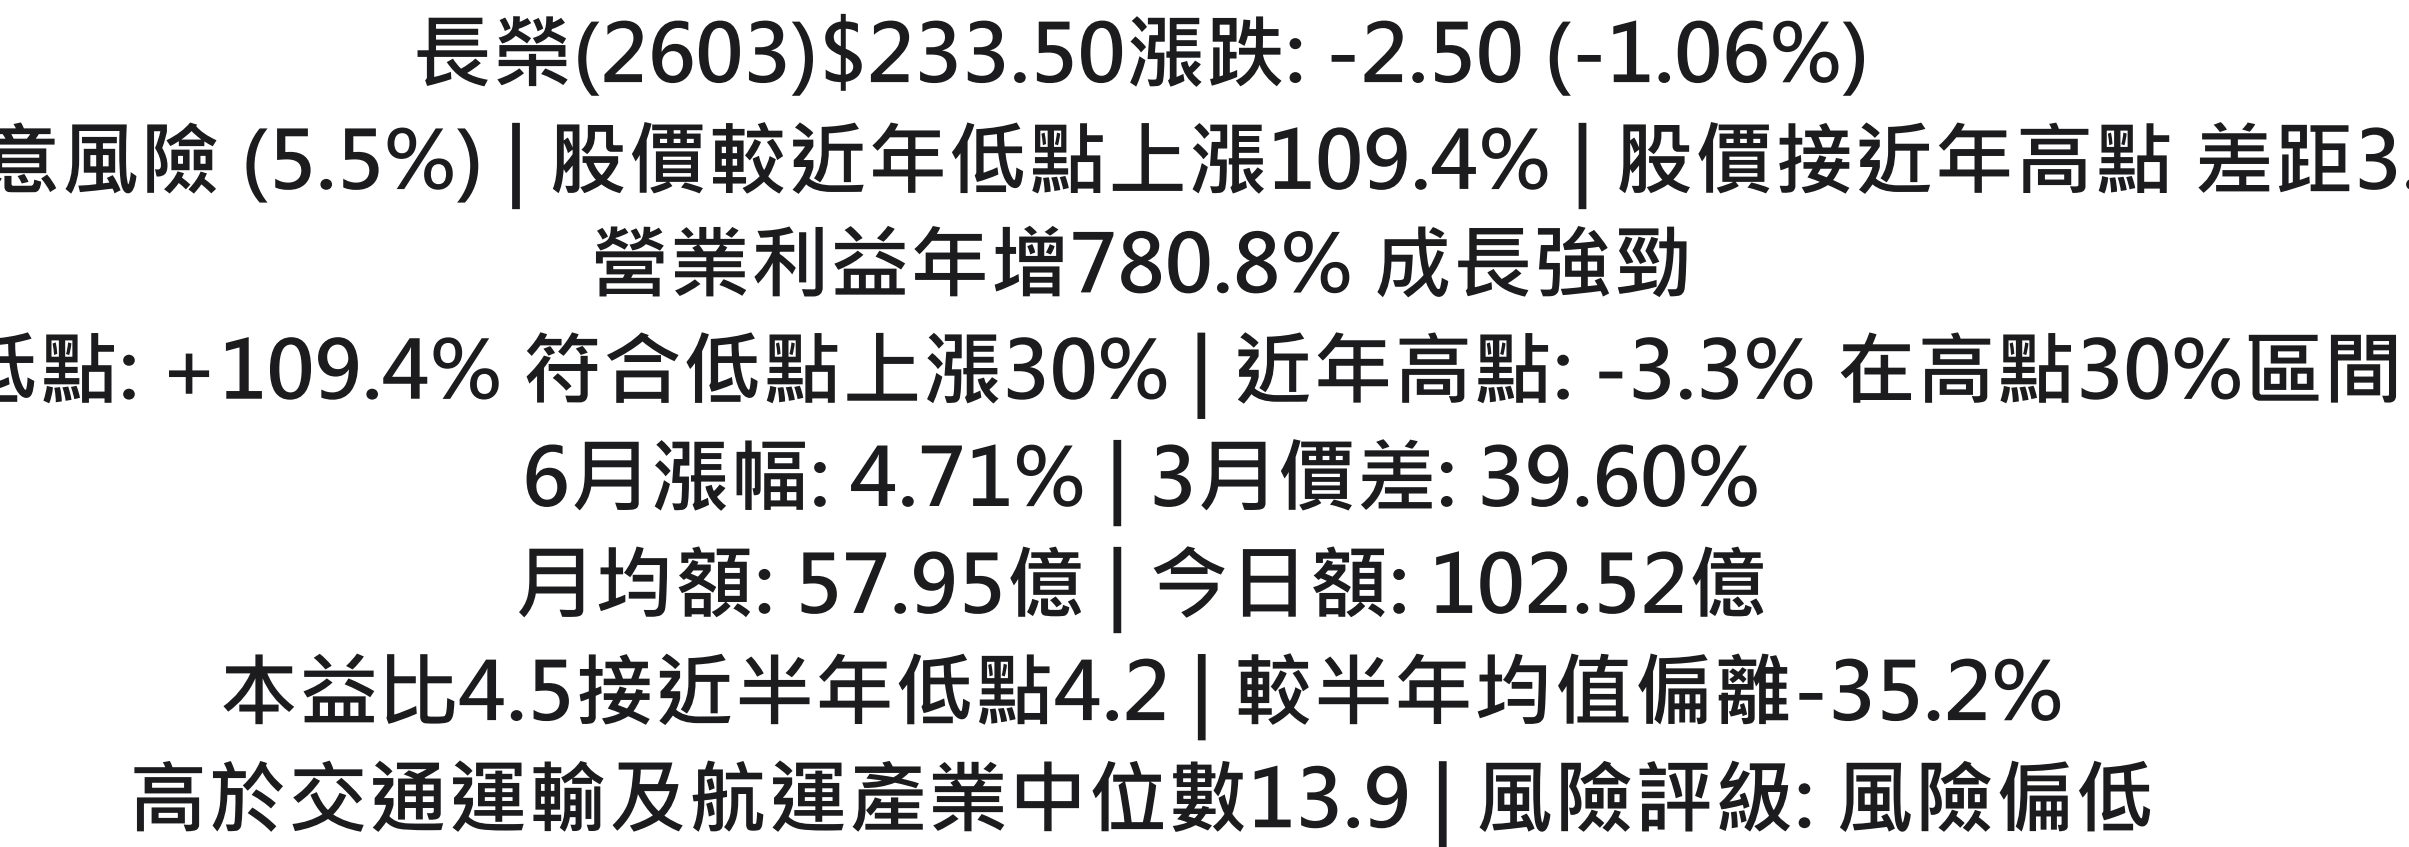 長榮(2603)$233.50漲跌: -2.50 (-1.06%)
意風險 (5.5%) | 股價較近年低點上漲109.4% | 股價接近年高點 差距3.
營業利益年增780.8% 成長強勁
低點: +109.4% 符合低點上漲30% | 近年高點: -3.3% 在高點30%區間
6月漲幅: 4.71% | 3月價差: 39.60%
月均額: 57.95億 | 今日額: 102.52億
本益比4.5接近半年低點4.2 | 較半年均值偏離-35.2%
高於交通運輸及航運產業中位數13.9 | 風險評級: 風險偏低